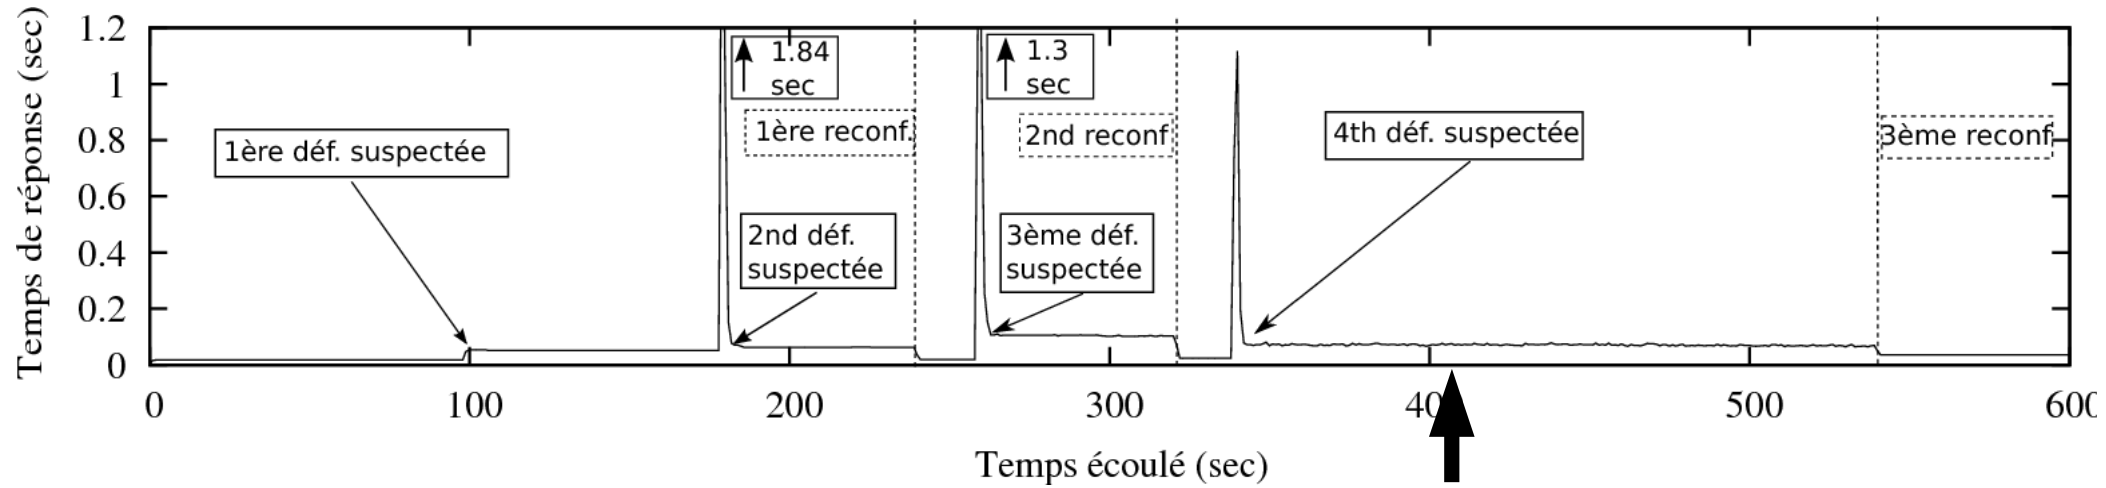 Temps de réponse (sec)
1.2
1
0.8
0.6
0.4
0.2
0
1.84
sec
1.3
sec
1ère déf. suspectée
1ère reconf.
2nd reconf
4th déf. suspectée
3ème reconf
2nd déf.
suspectée
3ème déf.
suspectée
0 100 200 300 40 500 600
Temps écoulé (sec)